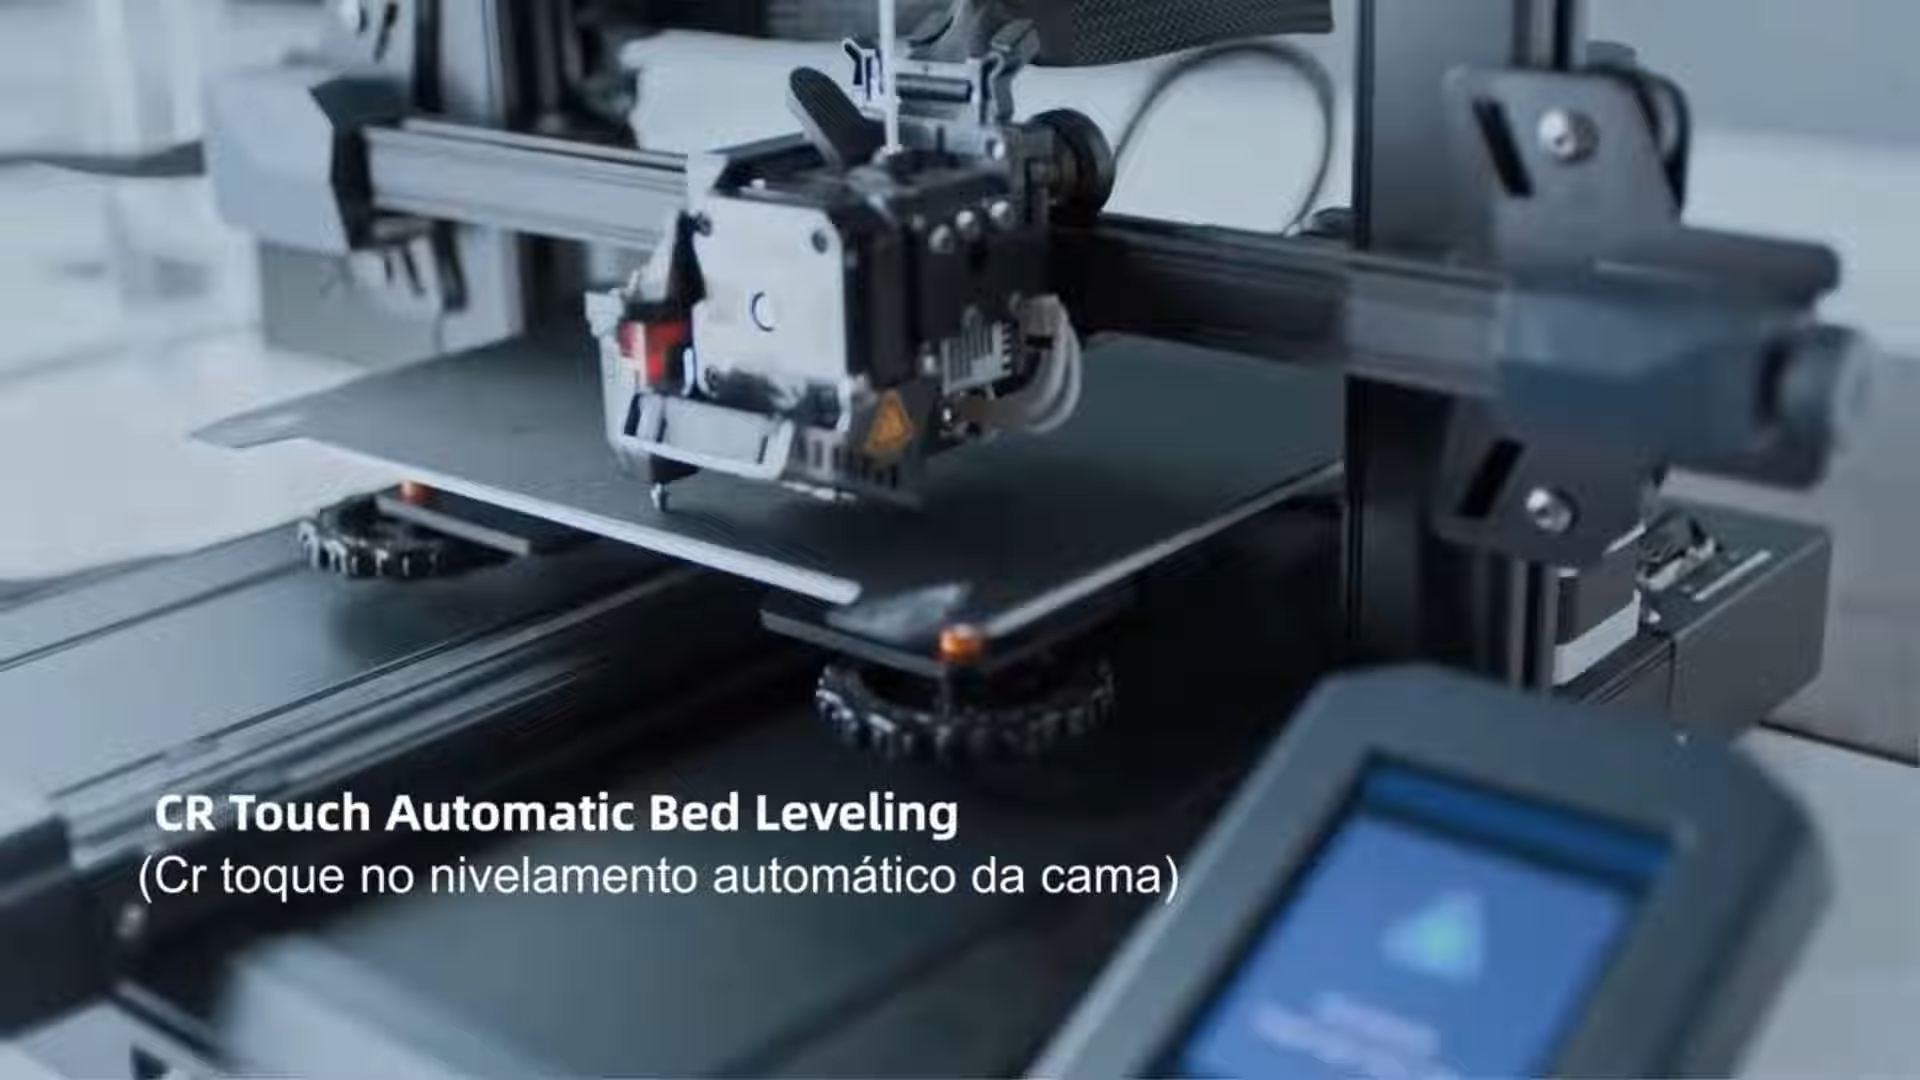 CR Touch Automatic Bed Leveling
(Cr toque no nivelamento automático da cama)